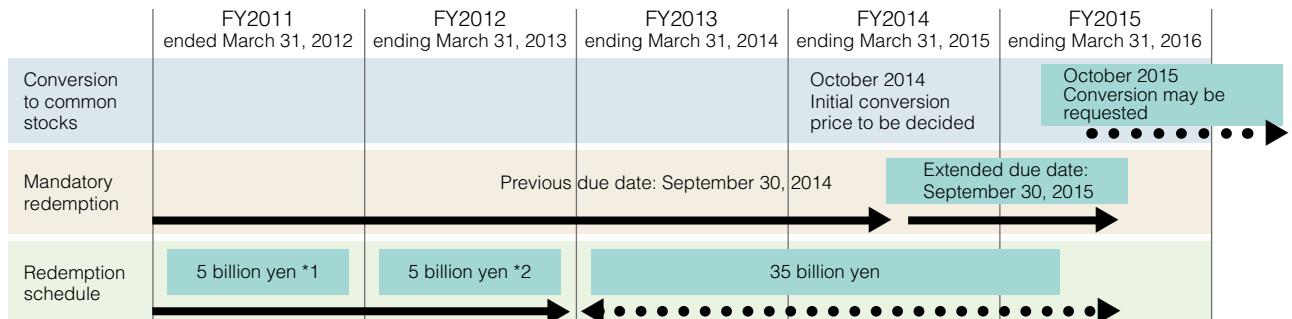 FY2011
ended March 31, 2012
FY2012
ending March 31, 2013
FY2013
ending March 31, 2014
FY2014
ending March 31, 2015
FY2015
ending March 31, 2016
Conversion
to common
stocks
October 2014
Initial conversion
price to be decided
October 2015
Conversion may be
requested
Mandatory
redemption
Previous due date: September 30, 2014
Extended due date:
September 30, 2015
Redemption
schedule
5 billion yen *1
5 billion yen *2
35 billion yen